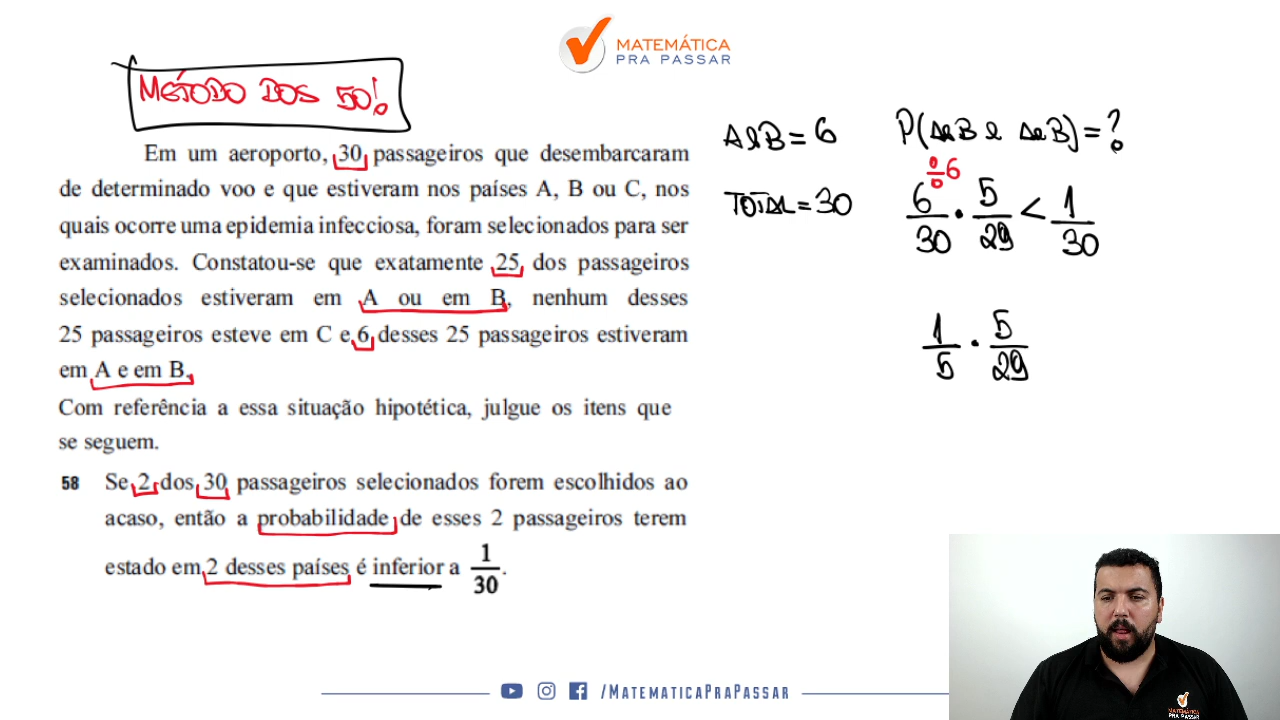 MATEMÁTICA
PRA PASSAR
MÉTODO DOS 50!
Em um aeroporto, 30 passageiros que desembarcaram
de determinado voo e que estiveram nos países A, B ou C, nos
quais ocorre uma epidemia infecciosa, foram selecionados para ser
examinados. Constatou-se que exatamente 25 dos passageiros
selecionados estiveram em A ou em B, nenhum desses
25 passageiros esteve em C e 6 desses 25 passageiros estiveram
em A e em B.
Com referência a essa situação hipotética, julgue os itens que
se seguem.
58 Se 2 dos 30 passageiros selecionados forem escolhidos ao
acaso, então a probabilidade de esses 2 passageiros terem
estado em 2 desses países é inferior a 1/30.
A e B = 6
TOTAL = 30
P(A e B e A e B) = ?
÷6
6/30 . 5/29 < 1/30
1/5 . 5/29
/MATEMATICAPRAPASSAR
MATEMÁTICA
PRA PASSAR